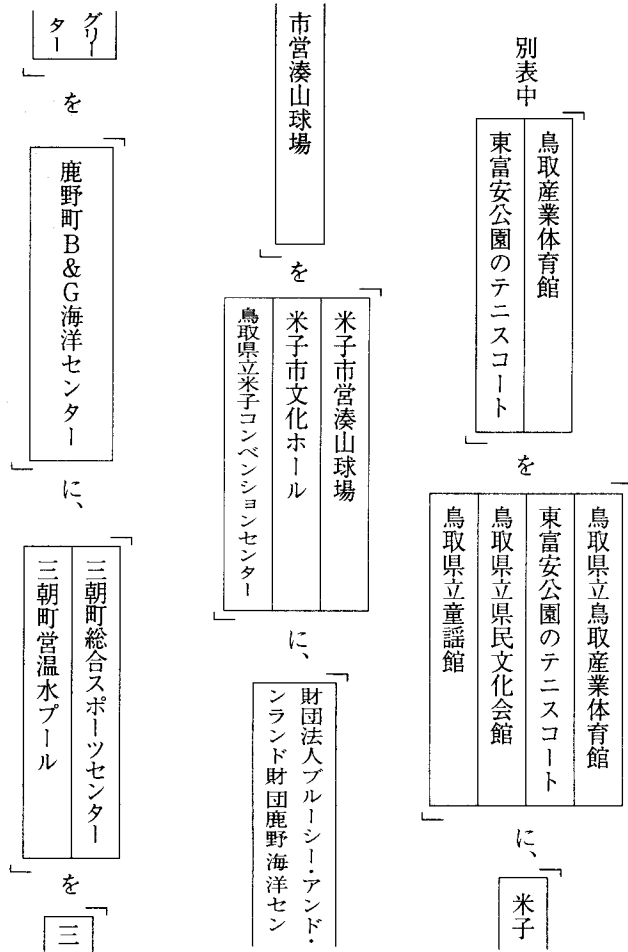 別表中「鳥取産業体育館
東富安公園のテニスコート」を「鳥取県立鳥取産業体育館
東富安公園のテニスコート
鳥取県立県民文化会館
鳥取県立童謡館」に、「米子
市営湊山球場」を「米子市営湊山球場
米子市文化ホール
鳥取県立米子コンベンションセンター」に、「財団法人ブルーシー・アンド・
グリーンランド財団鹿野海洋セン
ター」を「鹿野町B&G海洋センター」に、「三朝町総合スポーツセンター
三朝町営温水プール」を「三